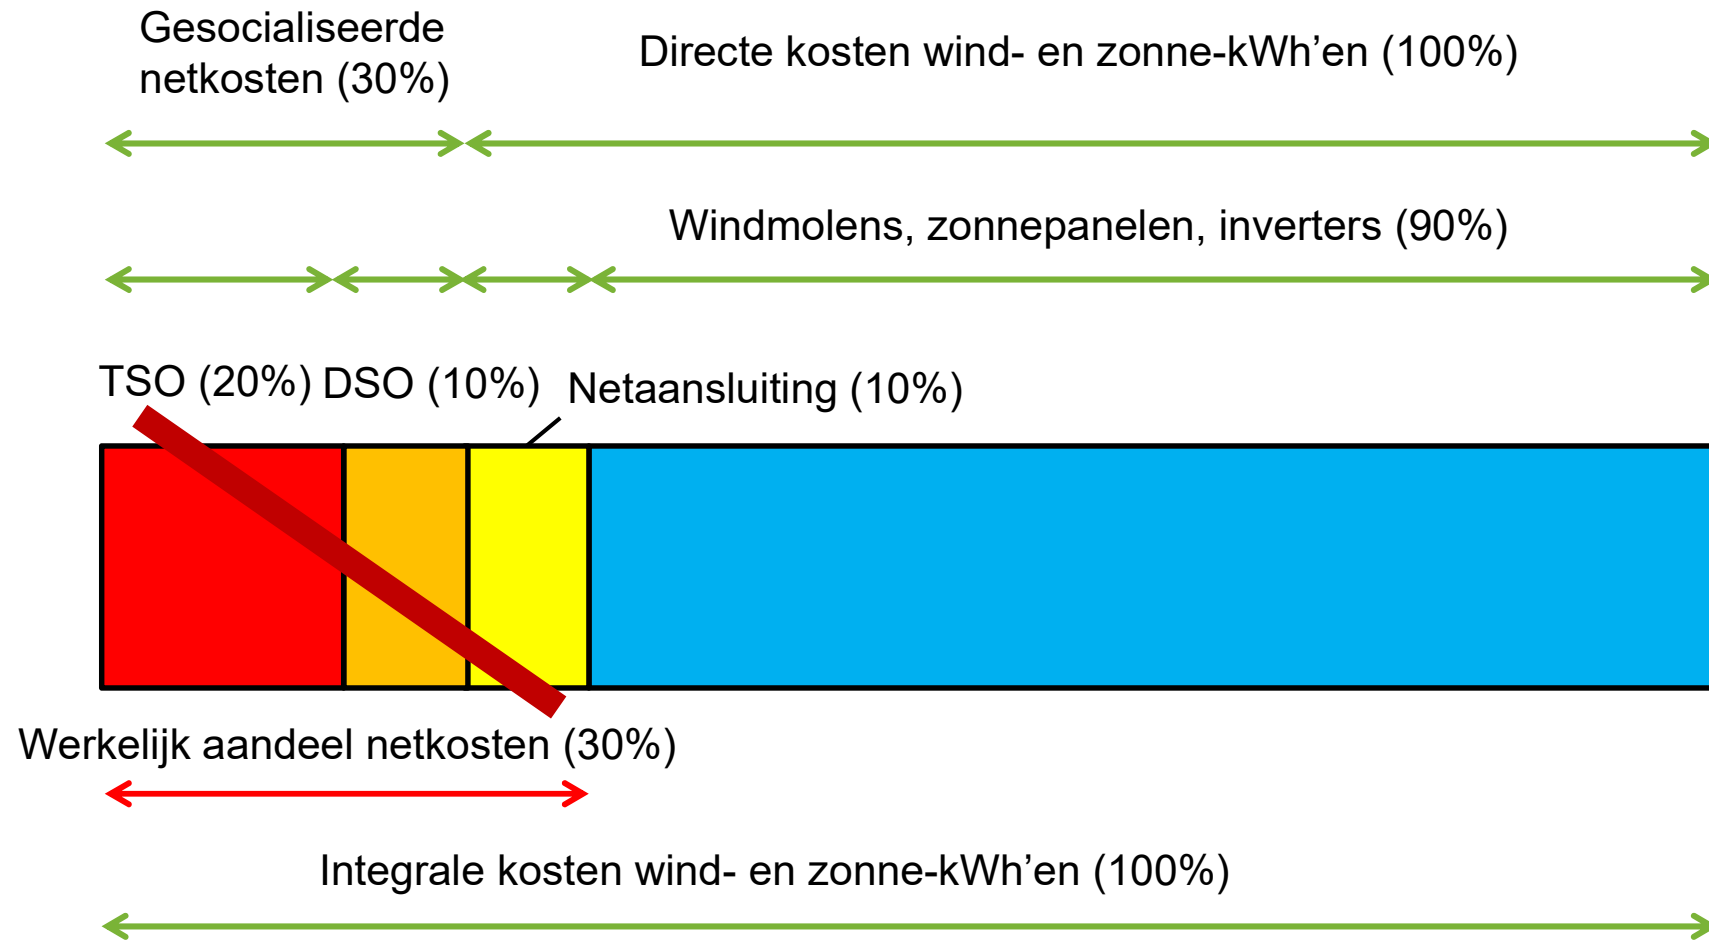 Gesocialiseerde
netkosten (30%)
Directe kosten wind- en zonne-kWh’en (100%)
Windmolens, zonnepanelen, inverters (90%)
TSO (20%) DSO (10%) Netaansluiting (10%)
Werkelijk aandeel netkosten (30%)
Integrale kosten wind- en zonne-kWh’en (100%)